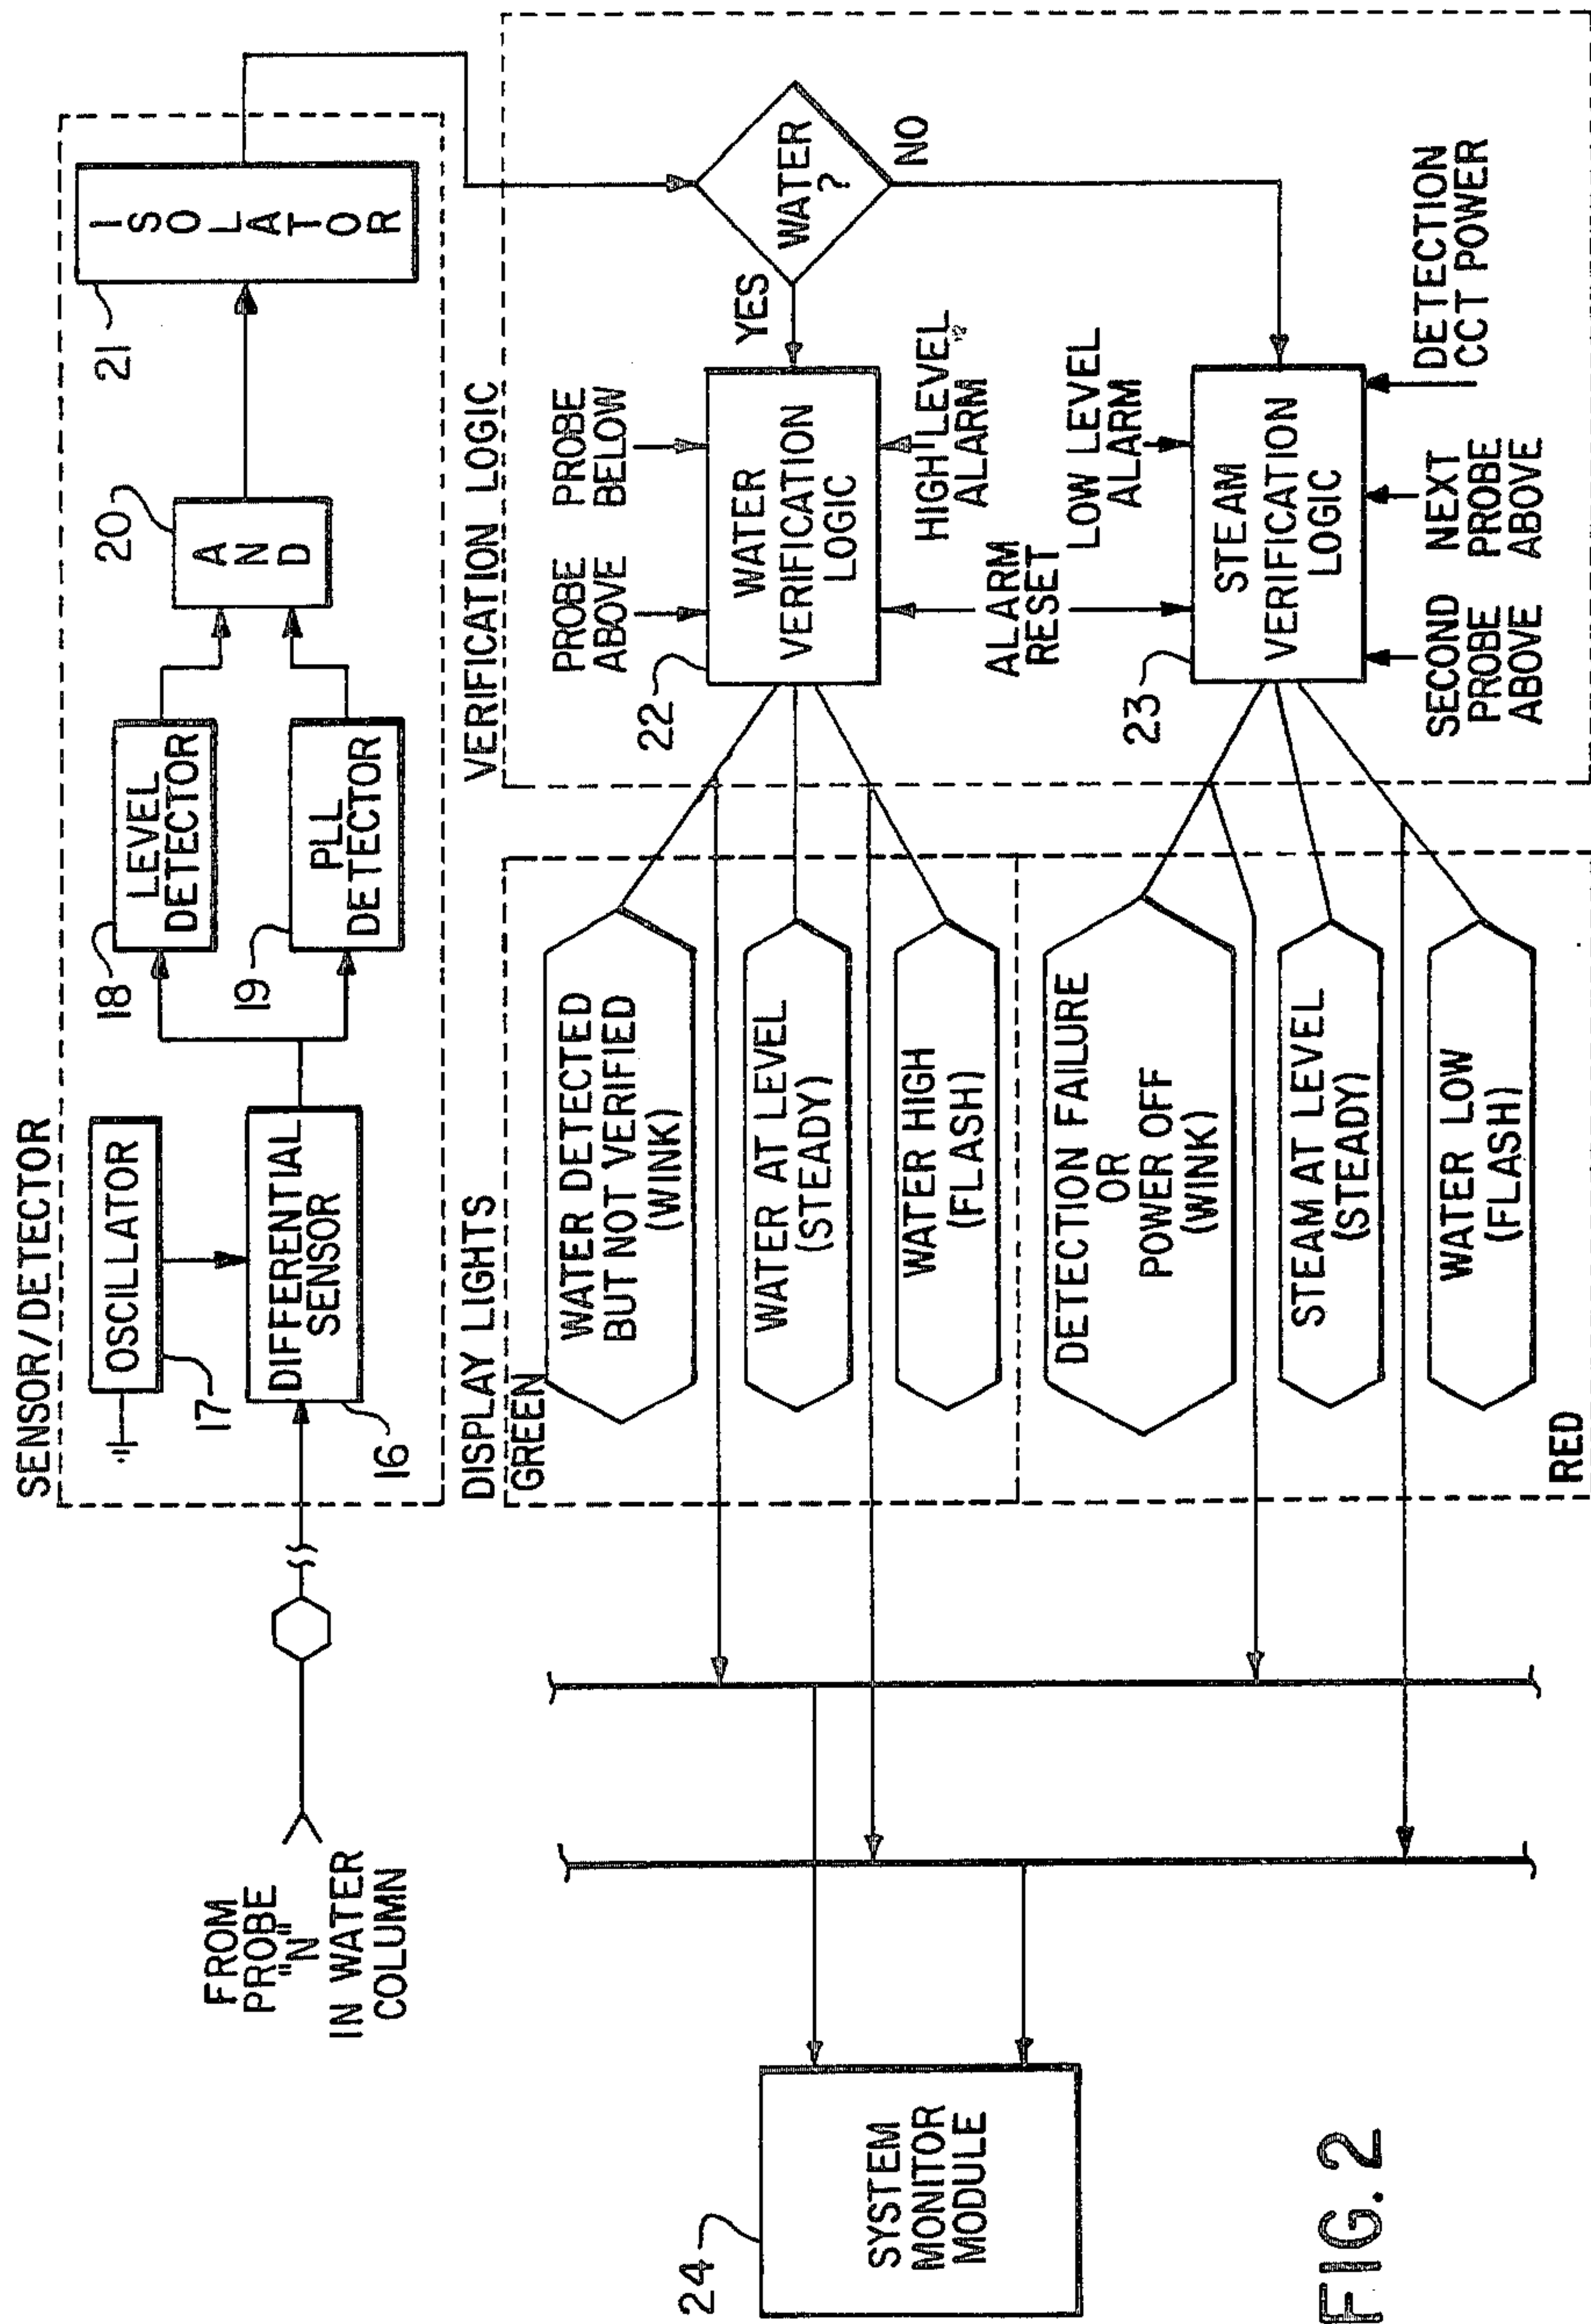 SENSOR/DETECTOR
OSCILLATOR
17
DIFFERENTIAL
SENSOR
16
18
LEVEL
DETECTOR
19
PLL
DETECTOR
20
AND
21
ISOLATOR
FROM
PROBE
"N"
IN WATER
COLUMN
DISPLAY LIGHTS
GREEN
WATER DETECTED
BUT NOT VERIFIED
(WINK)
WATER AT LEVEL
(STEADY)
WATER HIGH
(FLASH)
DETECTION FAILURE
OR
POWER OFF
(WINK)
STEAM AT LEVEL
(STEADY)
WATER LOW
(FLASH)
RED
VERIFICATION LOGIC
PROBE
ABOVE
PROBE
BELOW
22
WATER
VERIFICATION
LOGIC
YES
WATER
?
NO
HIGH LEVEL
ALARM
ALARM
RESET
LOW LEVEL
ALARM
23
STEAM
VERIFICATION
LOGIC
SECOND
PROBE
ABOVE
NEXT
PROBE
ABOVE
DETECTION
CCT POWER
24
SYSTEM
MONITOR
MODULE
FIG. 2